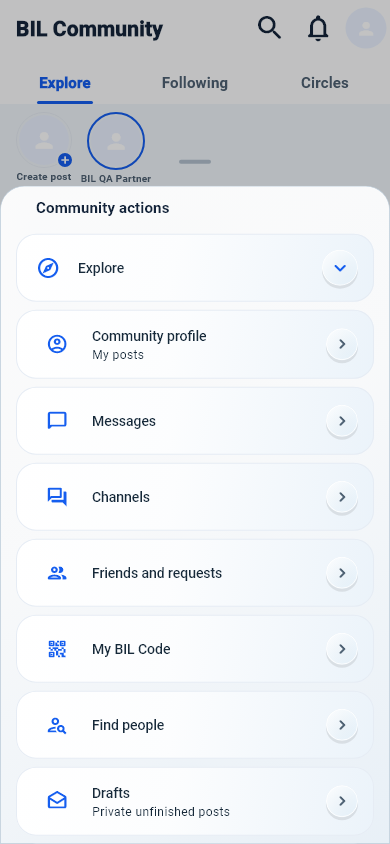 BIL Community
Explore
Following
Circles
Create post
BIL QA Partner
Community actions
Explore
Community profile
My posts
Messages
Channels
Friends and requests
My BIL Code
Find people
Drafts
Private unfinished posts